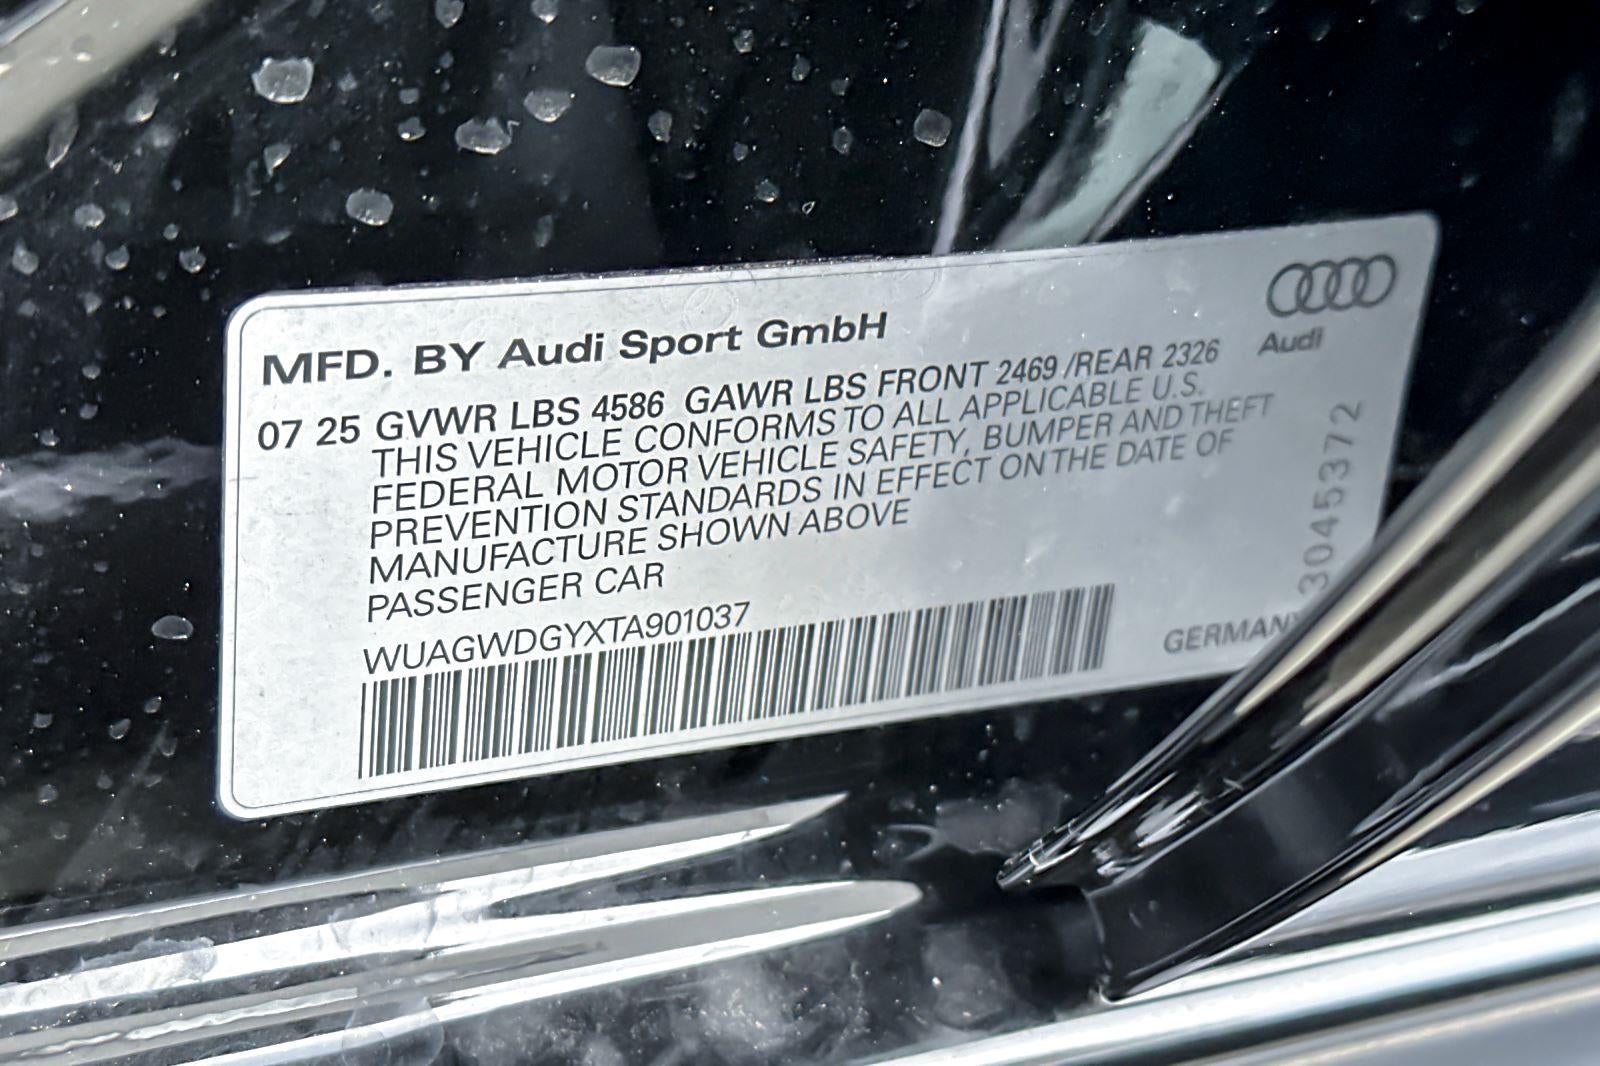 MFD. BY Audi Sport GmbH
Audi
07 25 GVWR LBS 4586 GAWR LBS FRONT 2469 /REAR 2326
THIS VEHICLE CONFORMS TO ALL APPLICABLE U.S.
FEDERAL MOTOR VEHICLE SAFETY, BUMPER AND THEFT
PREVENTION STANDARDS IN EFFECT ON THE DATE OF
MANUFACTURE SHOWN ABOVE
PASSENGER CAR
WUAGWDGYXTA901037
GERMANY
3045372